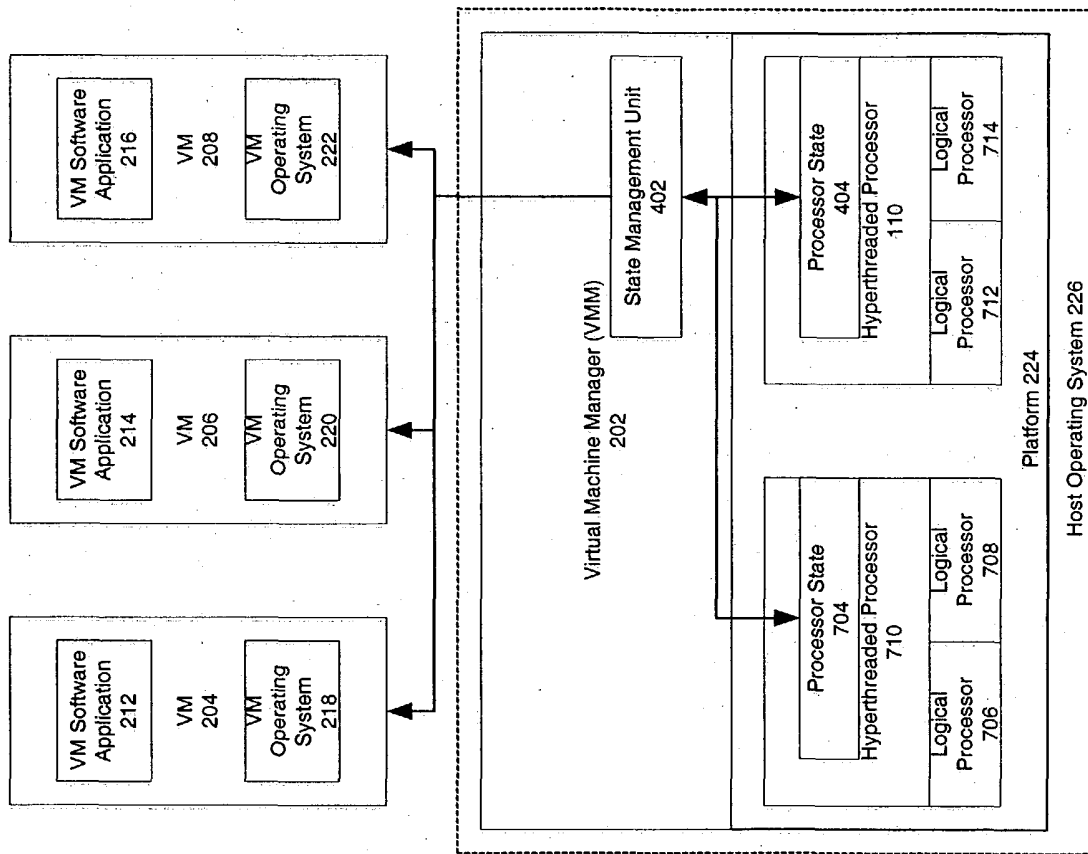 VM Software
Application
212
VM
204
VM
Operating
System
218
VM Software
Application
214
VM
206
VM
Operating
System
220
VM Software
Application
216
VM
208
VM
Operating
System
222
Virtual Machine Manager (VMM)
202
State Management Unit
402
Processor State
704
Hyperthreaded Processor
710
Logical
Processor
706
Logical
Processor
708
Processor State
404
Hyperthreaded Processor
110
Logical
Processor
712
Logical
Processor
714
Platform 224
Host Operating System 226